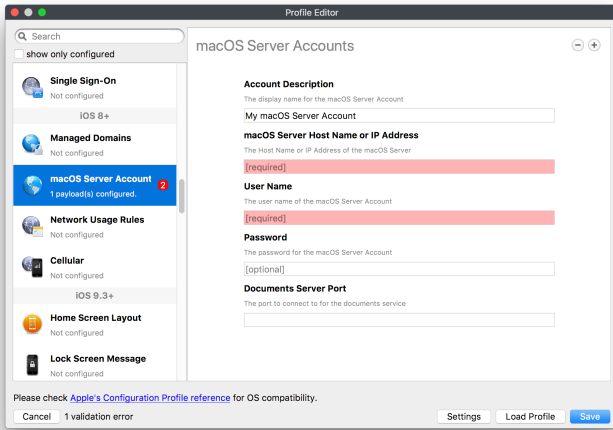 Profile Editor
Search
show only configured
Single Sign-On
Not configured
iOS 8+
Managed Domains
Not configured
macOS Server Account
1 payload(s) configured.
2
Network Usage Rules
Not configured
Cellular
Not configured
iOS 9.3+
Home Screen Layout
Not configured
Lock Screen Message
Not configured
macOS Server Accounts
Account Description
The display name for the macOS Server Account
My macOS Server Account
macOS Server Host Name or IP Address
The Host Name or IP Address of the macOS Server
[required]
User Name
The user name of the macOS Server Account
[required]
Password
The password for the macOS Server Account
[optional]
Documents Server Port
The port to connect to for the documents service
Please check Apple's Configuration Profile reference for OS compatibility.
Cancel
1 validation error
Settings
Load Profile
Save